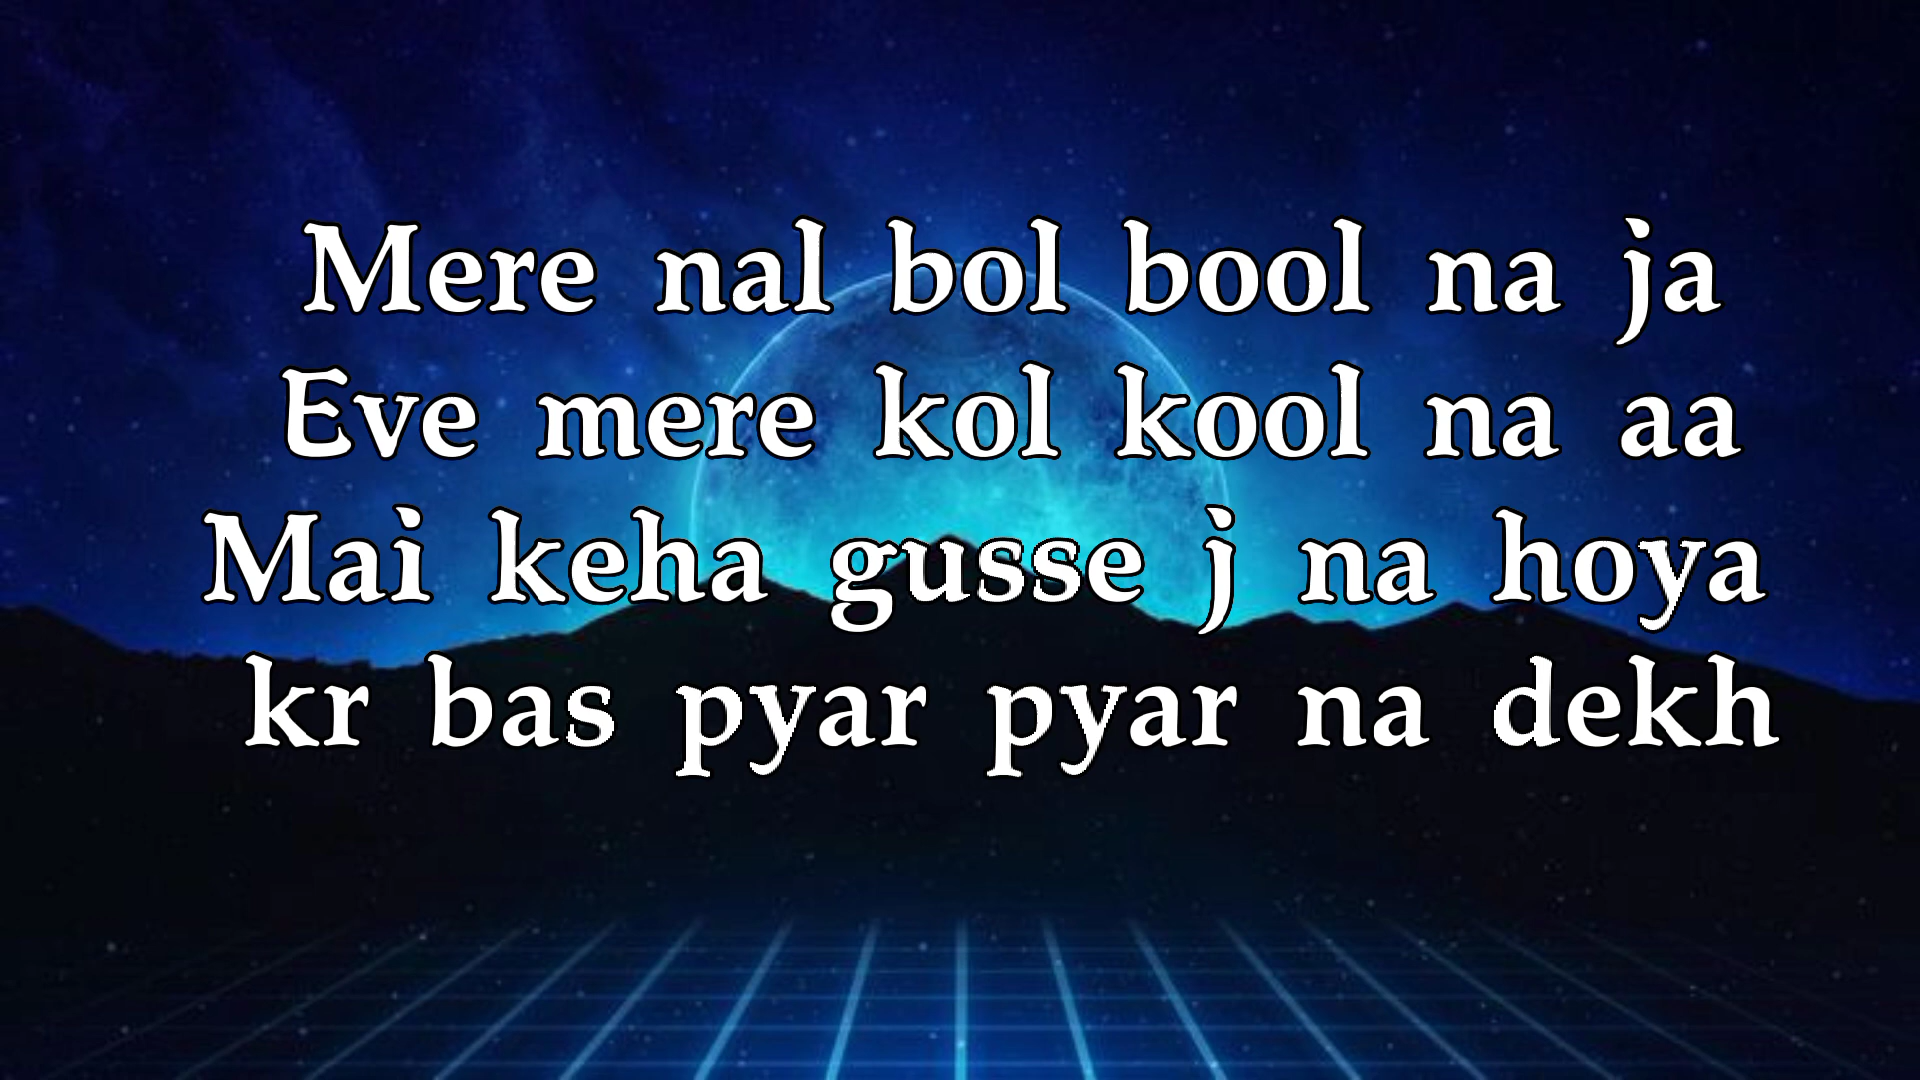 Mere nal bol bool na ja
Eve mere kol kool na aa
Mai keha gusse j na hoya
kr bas pyar pyar na dekh